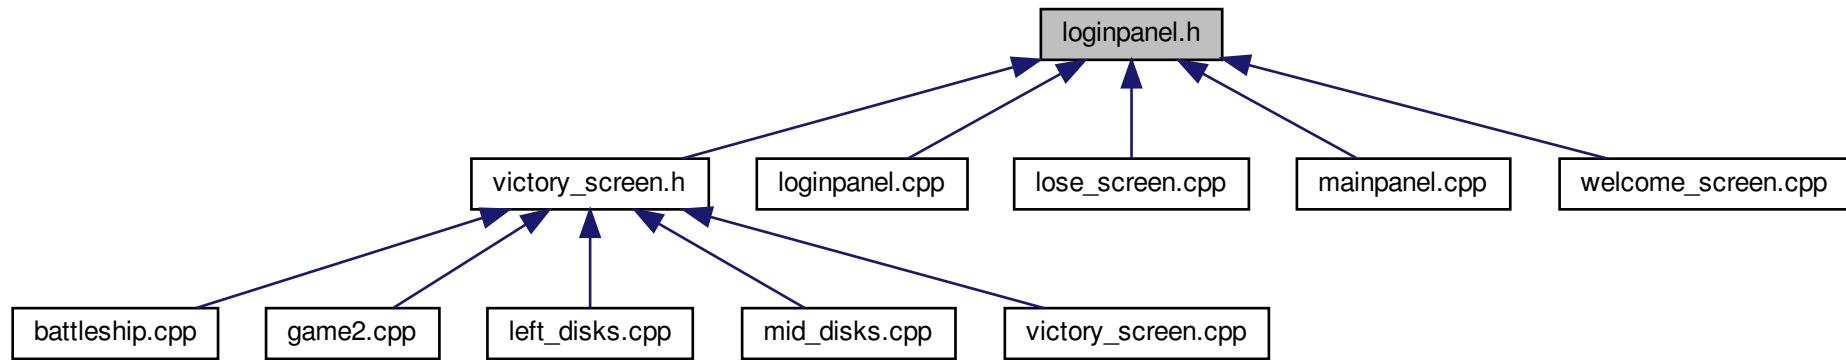 loginpanel.h
victory_screen.h
loginpanel.cpp
lose_screen.cpp
mainpanel.cpp
welcome_screen.cpp
battleship.cpp
game2.cpp
left_disks.cpp
mid_disks.cpp
victory_screen.cpp